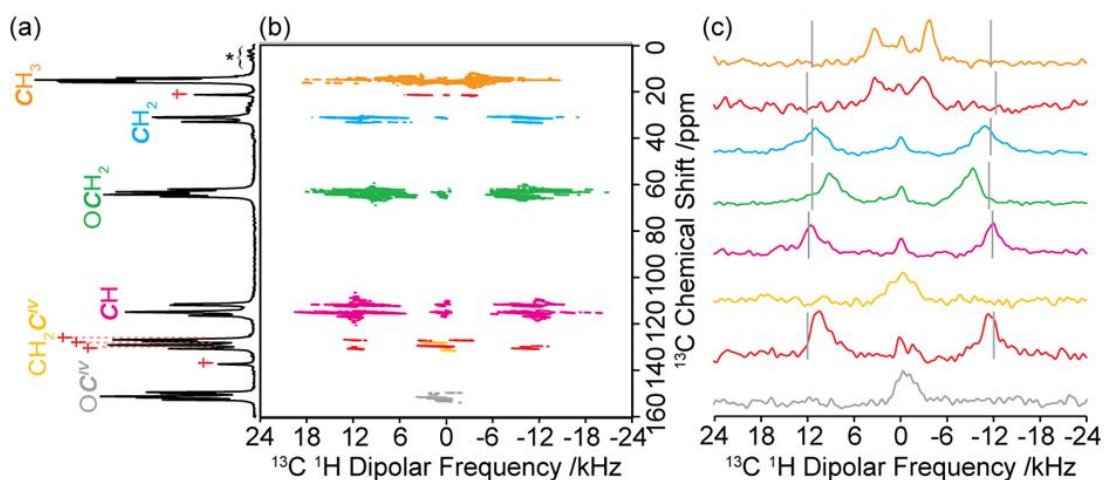 (a)
(b)
(c)
*
CH₃
†
CH₂
OCH₂
CH
CH₂Cᴵⱽ
†
†
†
†
OCᴵⱽ
0
20
40
60
80
100
120
140
160
¹³C Chemical Shift /ppm
24 18 12 6 0 -6 -12 -18 -24
¹³C ¹H Dipolar Frequency /kHz
24 18 12 6 0 -6 -12 -18 -24
¹³C ¹H Dipolar Frequency /kHz